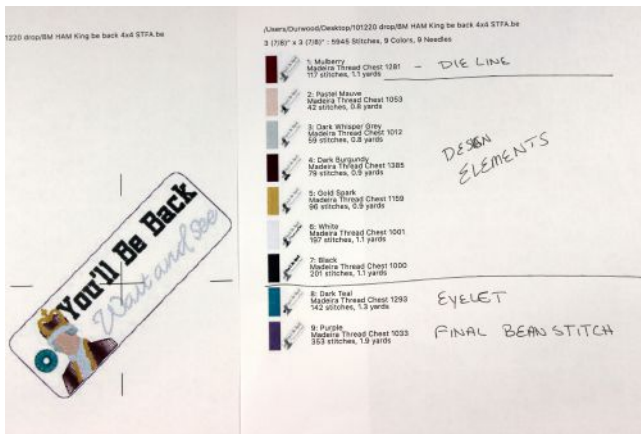 1220 drop/BM HAM King be back 4x4 STFA.be
You'll Be Back
Wait and See
/Users/Durwood/Desktop/101220 drop/BM HAM King be back 4x4 STFA.be
3 (7/8)" x 3 (7/8)" : 5945 Stitches, 9 Colors, 9 Needles
1: Mulberry
Madeira Thread Chest 1281
117 stitches, 1.1 yards
- DIE LINE
2: Pastel Mauve
Madeira Thread Chest 1053
42 stitches, 0.8 yards
3: Dark Whisper Grey
Madeira Thread Chest 1012
59 stitches, 0.8 yards
DESIGN
ELEMENTS
4: Dark Burgundy
Madeira Thread Chest 1385
79 stitches, 0.9 yards
5: Gold Spark
Madeira Thread Chest 1159
96 stitches, 0.9 yards
6: White
Madeira Thread Chest 1001
197 stitches, 1.1 yards
7: Black
Madeira Thread Chest 1000
201 stitches, 1.1 yards
8: Dark Teal
Madeira Thread Chest 1293
142 stitches, 1.3 yards
EYELET
9: Purple
Madeira Thread Chest 1033
353 stitches, 1.9 yards
FINAL BEAN STITCH